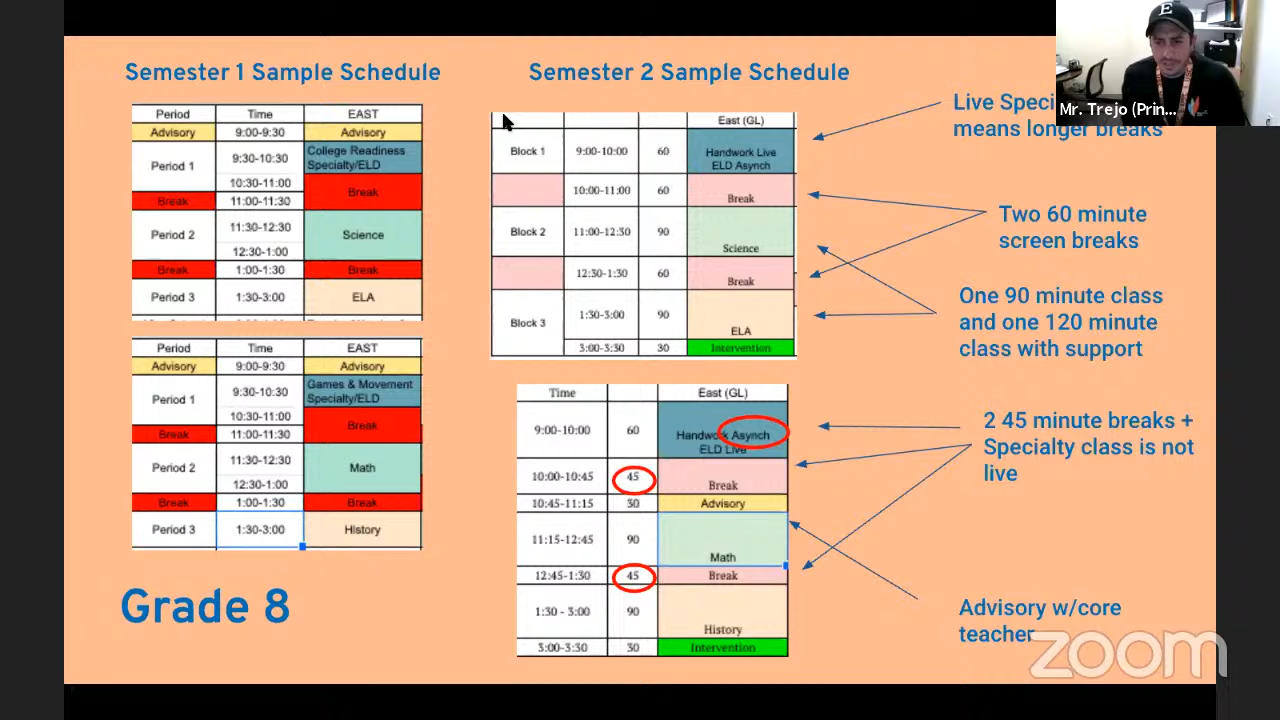 Semester 1 Sample Schedule
Period Time EAST
Advisory 9:00-9:30 Advisory
Period 1 9:30-10:30 College Readiness
Specialty/ELD
10:30-11:00 Break
Break 11:00-11:30
Period 2 11:30-12:30 Science
12:30-1:00
Break 1:00-1:30 Break
Period 3 1:30-3:00 ELA
Period Time EAST
Advisory 9:00-9:30 Advisory
Period 1 9:30-10:30 Games & Movement
Specialty/ELD
10:30-11:00 Break
Break 11:00-11:30
Period 2 11:30-12:30 Math
12:30-1:00
Break 1:00-1:30 Break
Period 3 1:30-3:00 History
Grade 8
Semester 2 Sample Schedule
East (GL)
Block 1 9:00-10:00 60 Handwork Live
ELD Asynch
10:00-11:00 60 Break
Block 2 11:00-12:30 90 Science
12:30-1:30 60 Break
Block 3 1:30-3:00 90 ELA
3:00-3:30 30 Intervention
Time East (GL)
9:00-10:00 60 Handwork Asynch
ELD Live
10:00-10:45 45 Break
10:45-11:15 30 Advisory
11:15-12:45 90 Math
12:45-1:30 45 Break
1:30 - 3:00 90 History
3:00-3:30 30 Intervention
Live
means longer breaks
Two 60 minute
screen breaks
One 90 minute class
and one 120 minute
class with support
2 45 minute breaks +
Specialty class is not
live
Advisory w/core
teacher
E
Mr. Trejo (Prin...
zoom